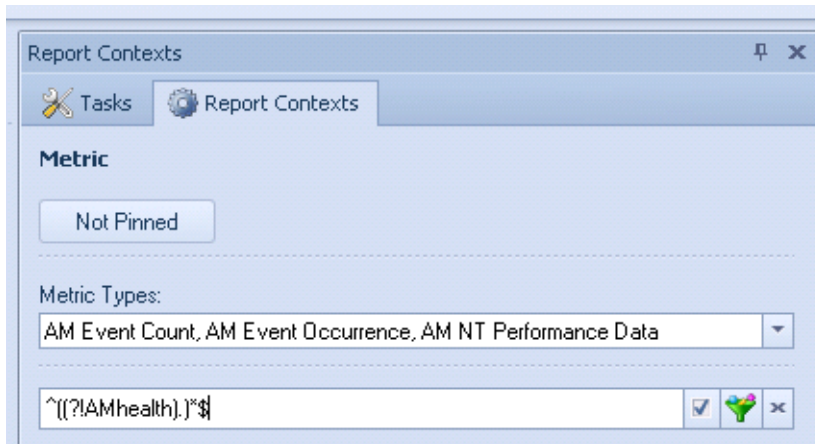 Report Contexts
Tasks
Report Contexts
Metric
Not Pinned
Metric Types:
AM Event Count, AM Event Occurrence, AM NT Performance Data
^((?!AMhealth).)*$